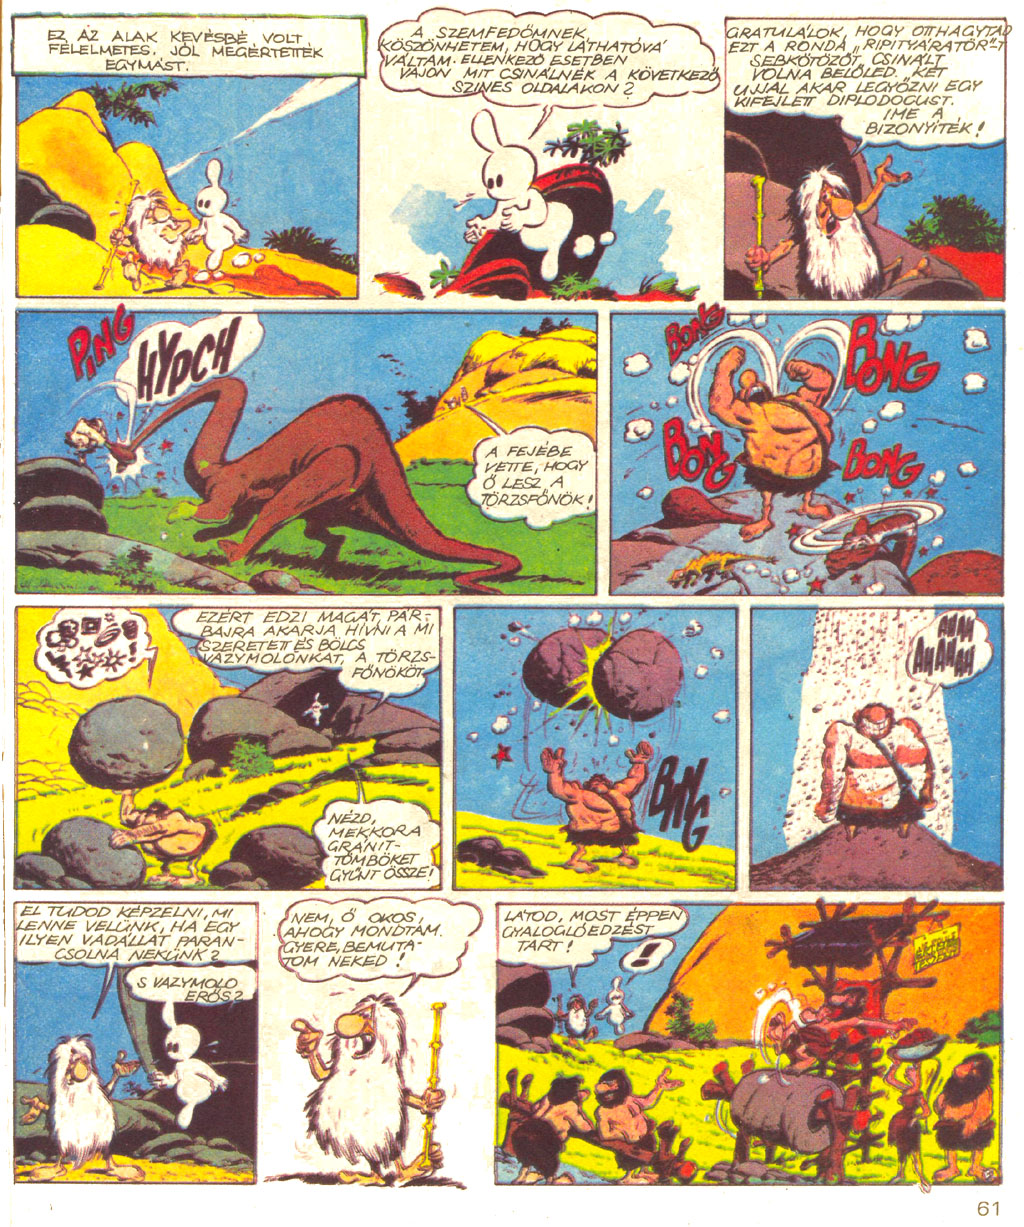 EZ AZ ALAK KEVÉSBÉ VOLT
FÉLELMETES. JÓL MEGÉRTETTÉK
EGYMÁST.
A SZEMFEDŐMNEK
KÖSZÖNHETEM, HOGY LÁTHATÓVÁ
VÁLTAM. ELLENKEZŐ ESETBEN
VAJON MIT CSINÁLNÉK A KÖVETKEZŐ
SZINES OLDALAKON?
GRATULÁLOK, HOGY OTTHAGYTAD
EZT A RONDA „RIPITYÁRATÖR"-T
SEBKÖTÖZŐT CSINÁLT
VOLNA BELŐLED. KÉT
UJJAL AKAR LEGYŐZNI EGY
KIFEJLETT DIPLODOCUST.
IME A
BIZONYÍTÉK!
PING
HYDCH
A FEJÉBE
VETTE, HOGY
Ő LESZ A
TÖRZSFŐNÖK!
BONG
BONG
BONG
BONG
EZÉRT EDZI MAGÁT, PÁR-
BAJRA AKARJA HÍVNI A MI
SZERETETT ÉS BÖLCS
VAZYMOLONKAT, A TÖRZS-
FŐNÖKÖT.
NÉZD,
MEKKORA
GRÁNIT-
TÖMBÖKET
GYŰJT ÖSSZE!
BANG
AHAH
AHAHAH
EL TUDOD KÉPZELNI, MI
LENNE VELÜNK, HA EGY
ILYEN VADÁLLAT PARAN-
CSOLNA NEKÜNK?
S VAZYMOLO
ERŐS?
NEM, Ő OKOS,
AHOGY MONDTAM.
GYERE, BEMUTA-
TOM NEKED!
LÁTOD, MOST ÉPPEN
GYALOGLÓEDZÉST
TART!
!
61